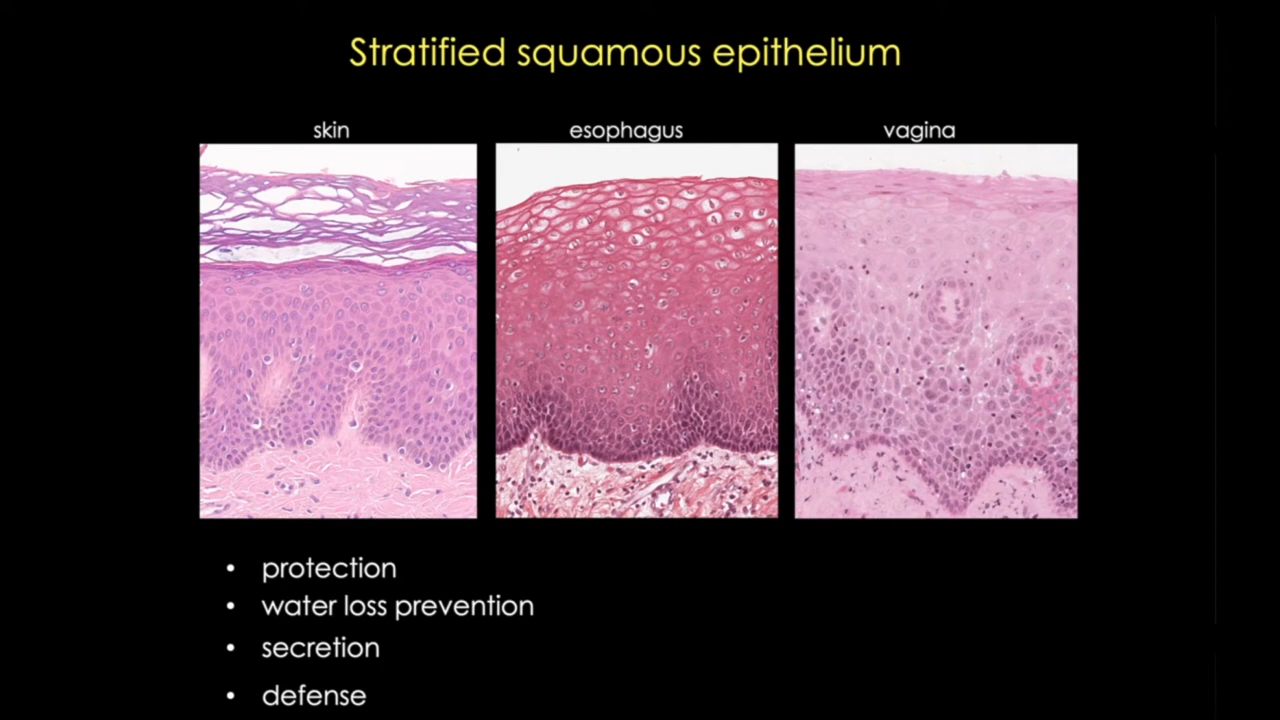 Stratified squamous epithelium
skin esophagus vagina
• protection
• water loss prevention
• secretion
• defense